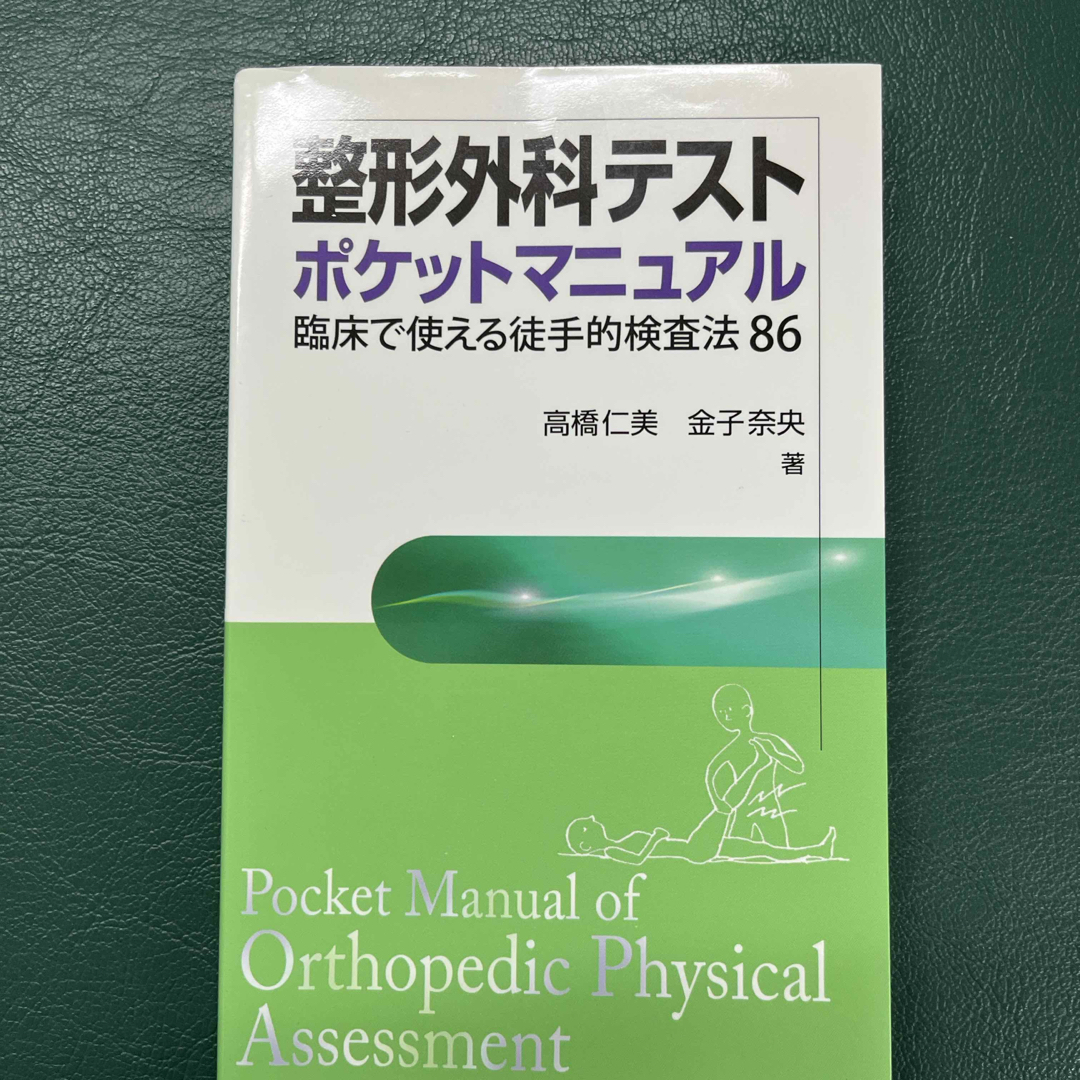 整形外科テスト
ポケットマニュアル
臨床で使える徒手的検査法 86
高橋仁美　金子奈央
著
Pocket Manual of
Orthopedic Physical
Assessment